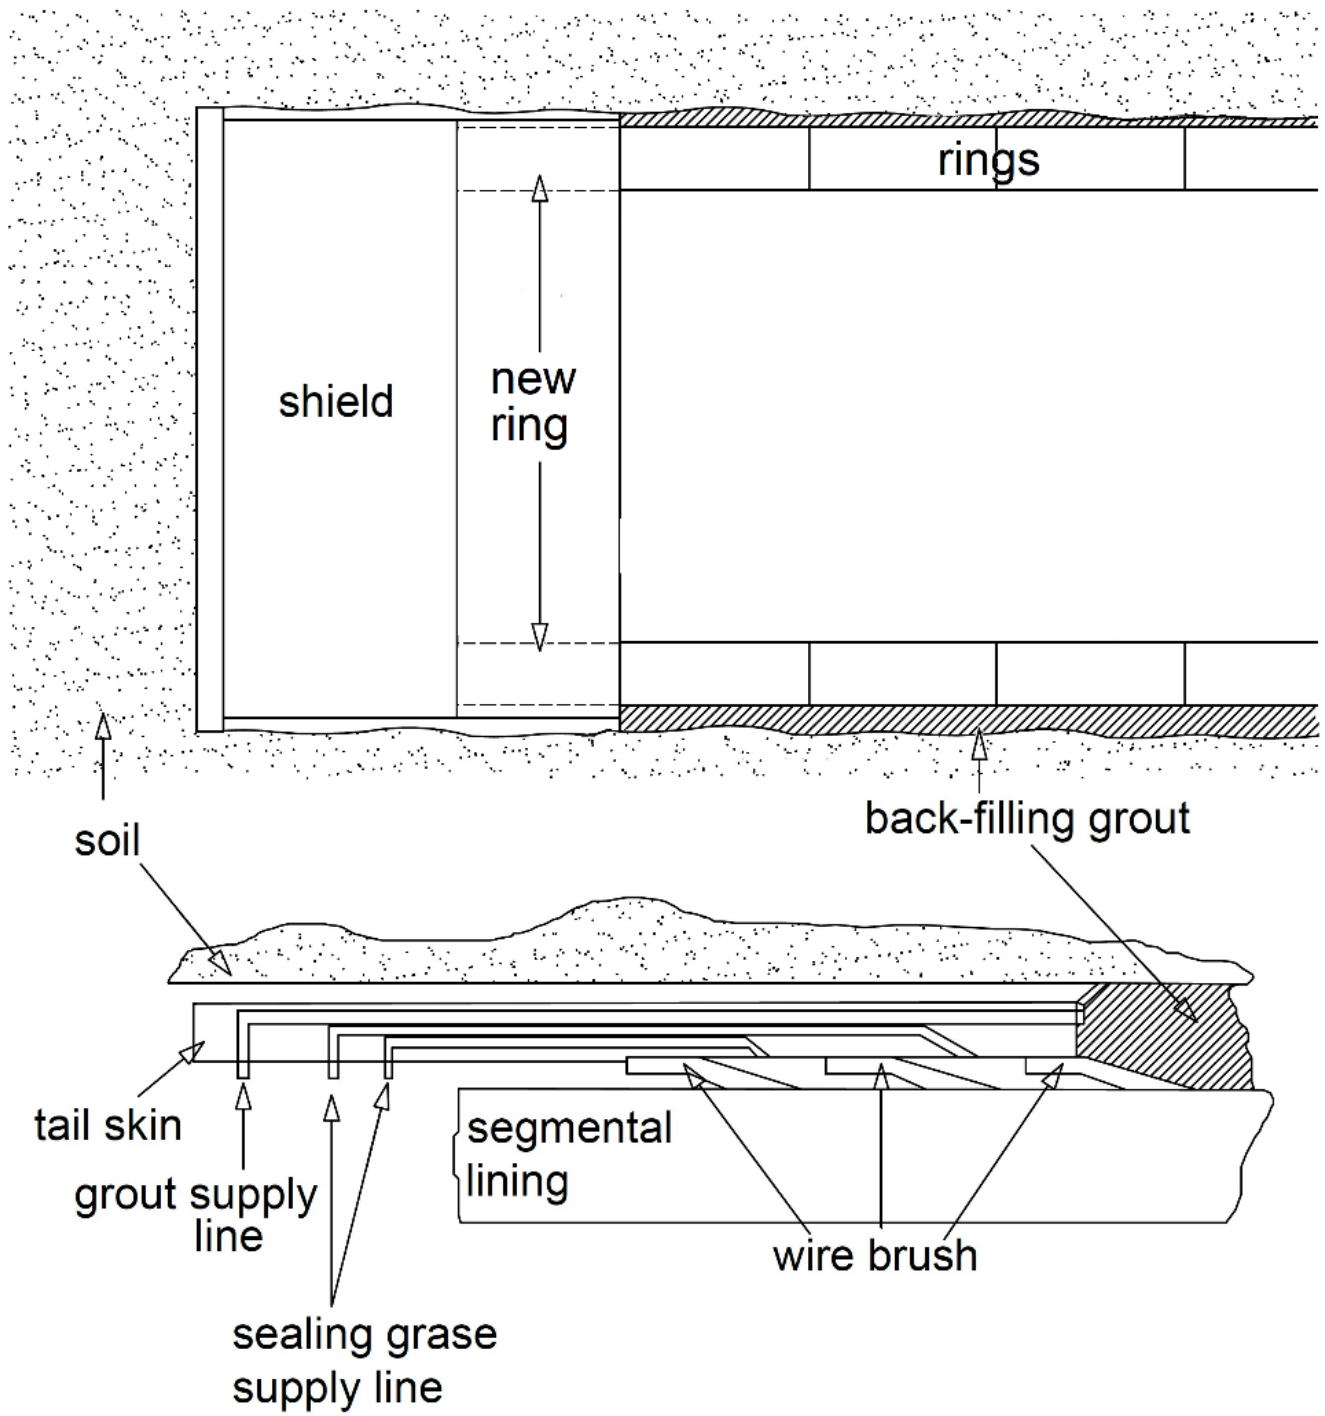 rings
shield
new
ring
back-filling grout
soil
tail skin
segmental
lining
grout supply
line
wire brush
sealing grase
supply line